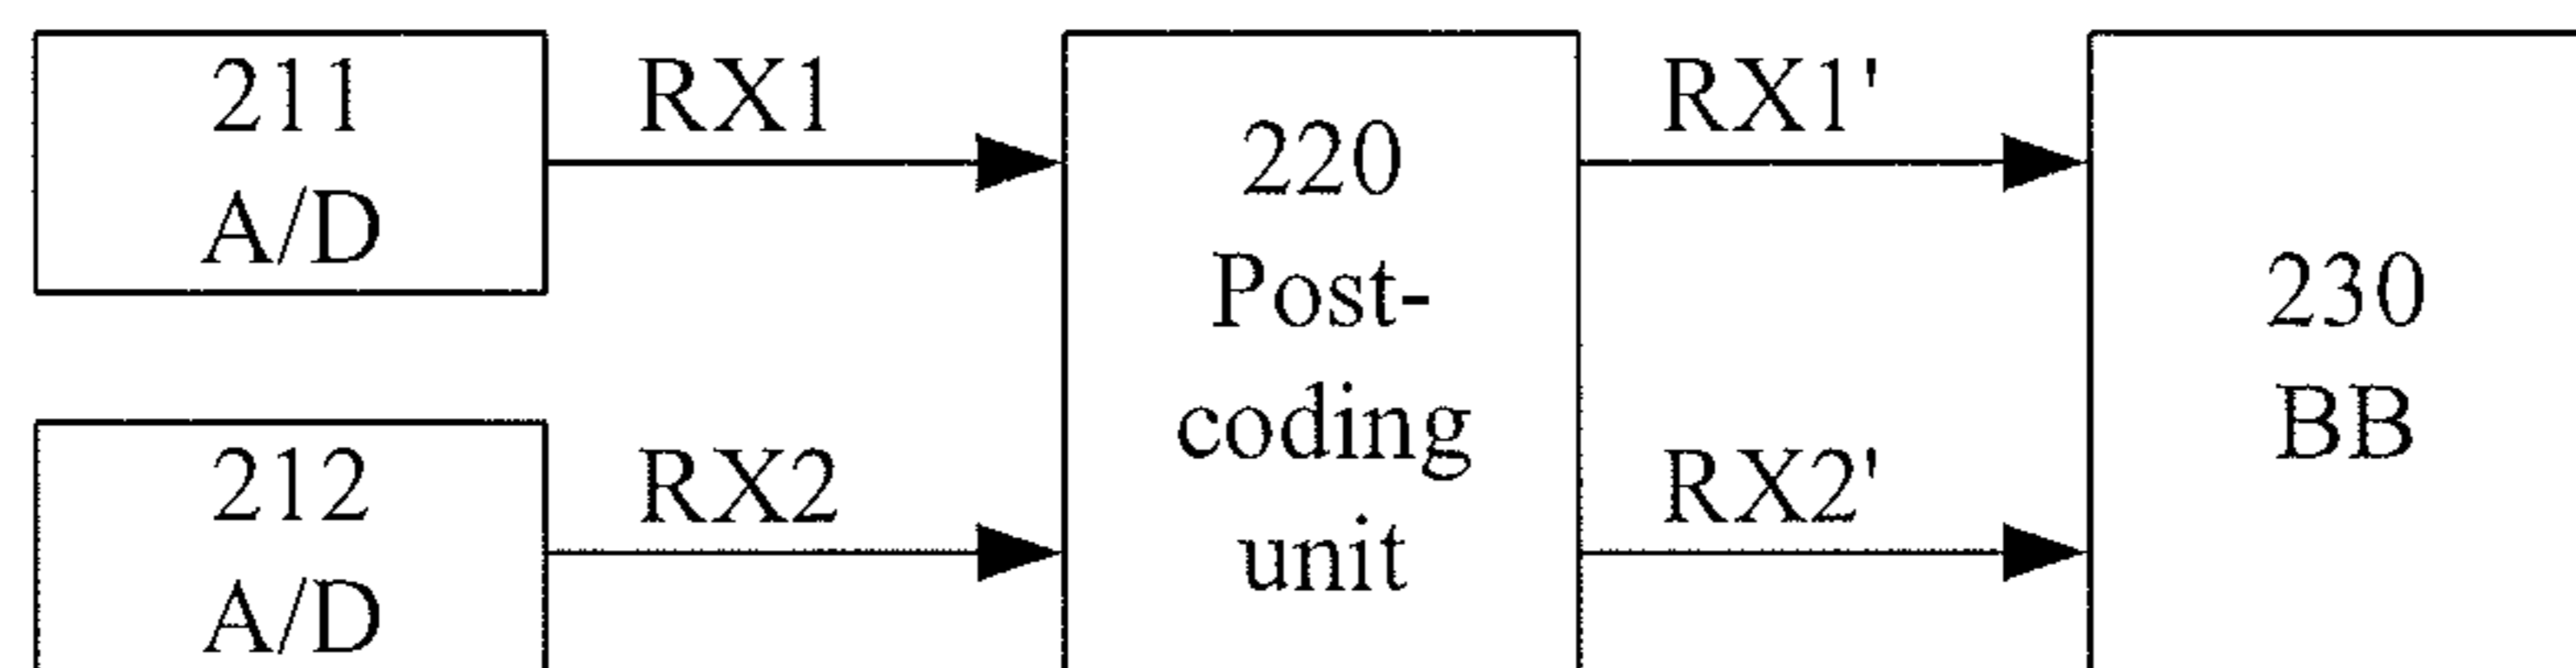 211
A/D
RX1
220
Post-
coding
unit
RX1'
230
BB
212
A/D
RX2
RX2'